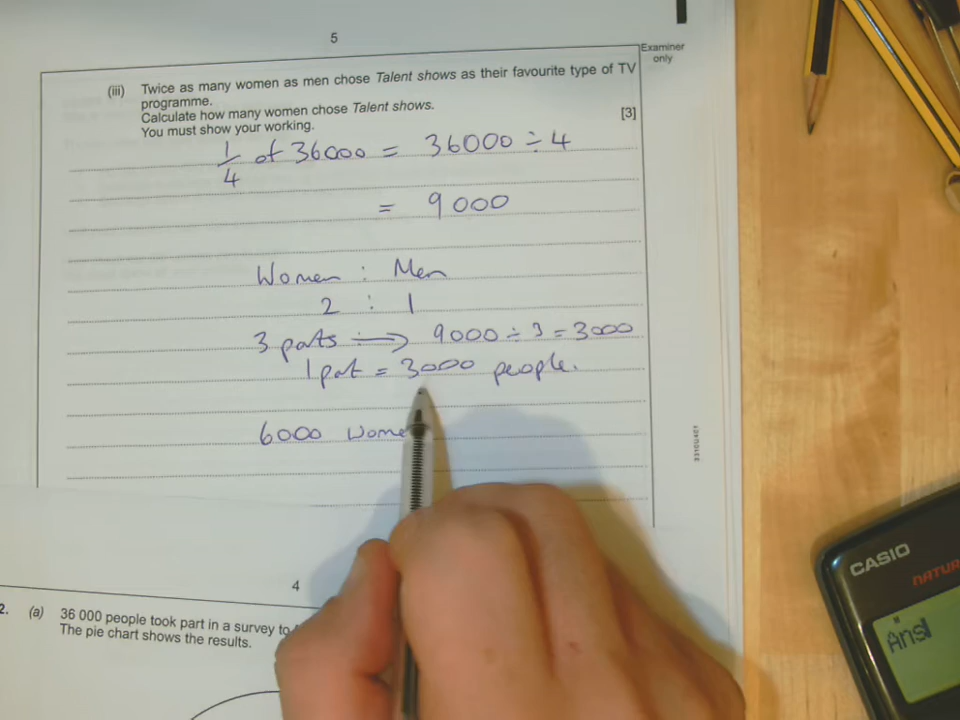 5
Examiner
only
(iii) Twice as many women as men chose Talent shows as their favourite type of TV
programme.
Calculate how many women chose Talent shows.
You must show your working.
[3]
1/4 of 36000 = 36000 ÷ 4
= 9000
Women : Men
2 : 1
3 parts 9000 ÷ 3 = 3000
1 part = 3000 people.
6000 Wome
4
2. (a) 36 000 people took part in a survey to
The pie chart shows the results.
CASIO
NATUR
Ans